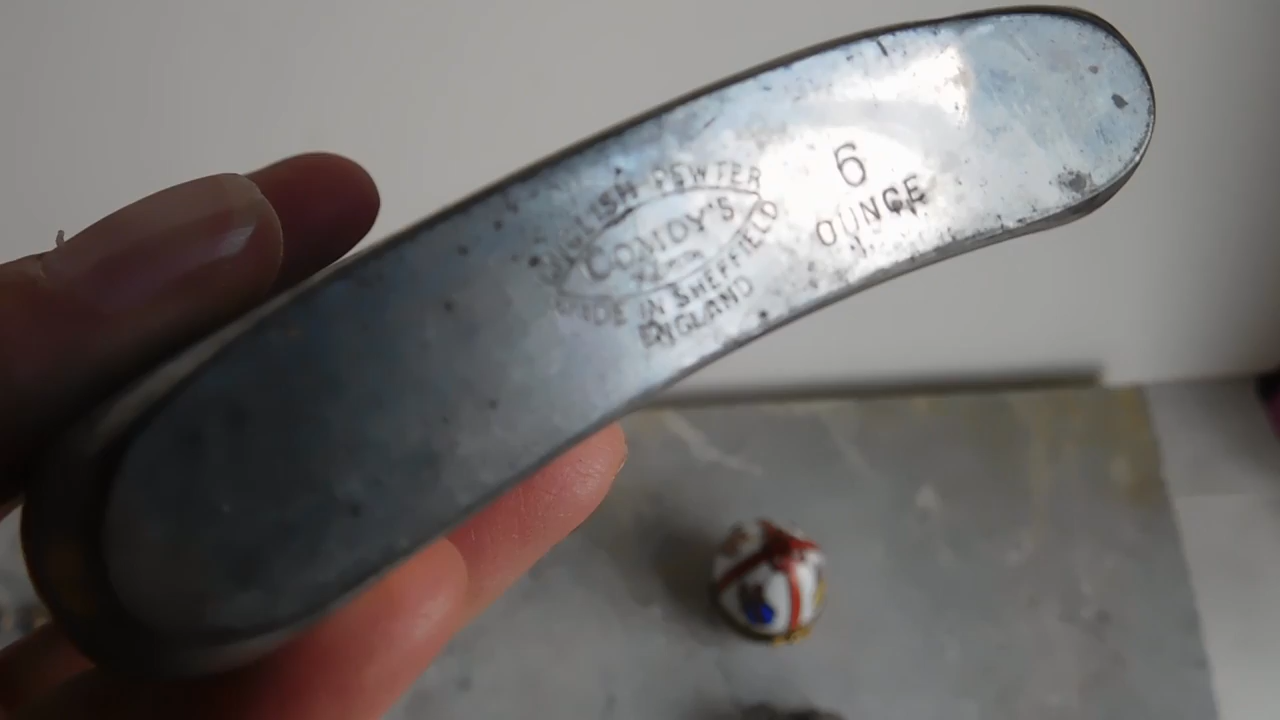 ENGLISH PEWTER
COMOY'S
MADE IN SHEFFIELD
ENGLAND
6
OUNCE